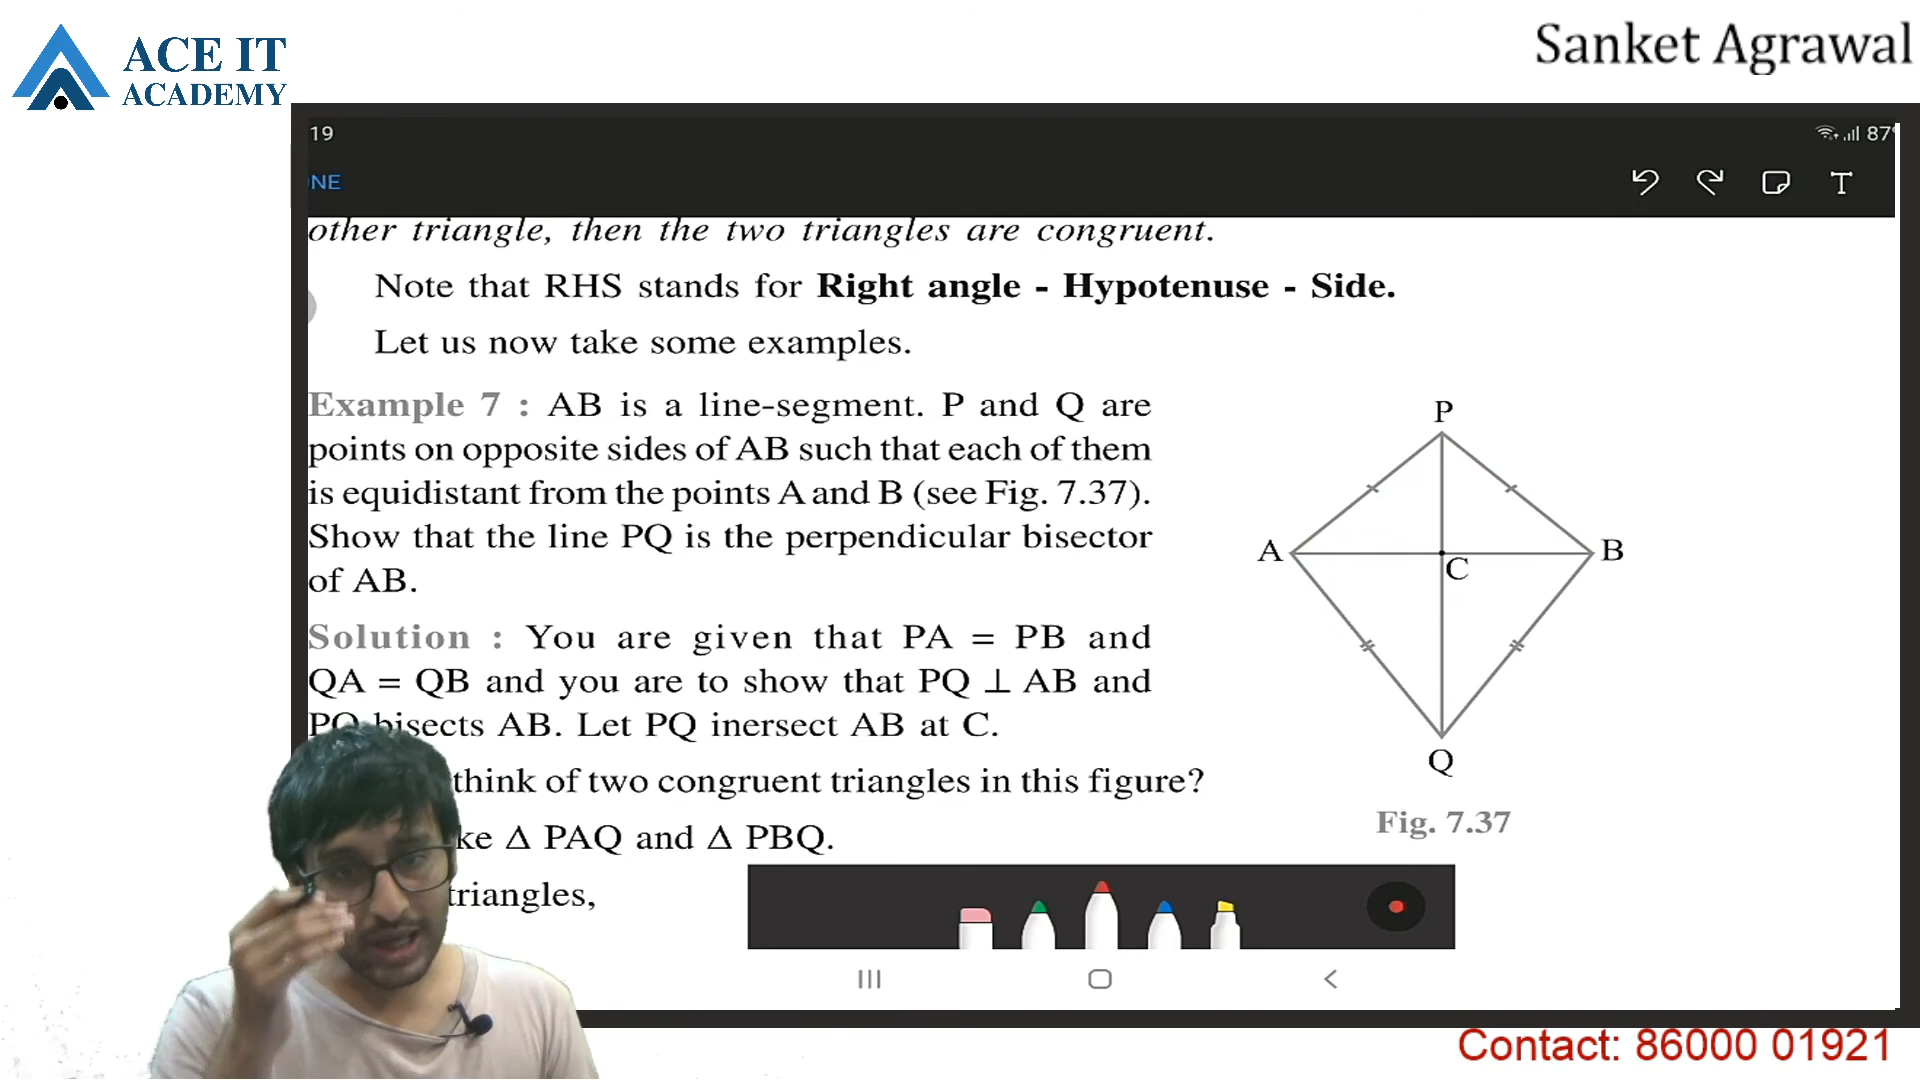 ACE IT
ACADEMY
Sanket Agrawal
19
87
NE
other triangle, then the two triangles are congruent.
Note that RHS stands for Right angle - Hypotenuse - Side.
Let us now take some examples.
Example 7 : AB is a line-segment. P and Q are
points on opposite sides of AB such that each of them
is equidistant from the points A and B (see Fig. 7.37).
Show that the line PQ is the perpendicular bisector
of AB.
Solution : You are given that PA = PB and
QA = QB and you are to show that PQ ⊥ AB and
PQ bisects AB. Let PQ inersect AB at C.
think of two congruent triangles in this figure?
ke Δ PAQ and Δ PBQ.
triangles,
P
A
B
C
Q
Fig. 7.37
T
Contact: 86000 01921